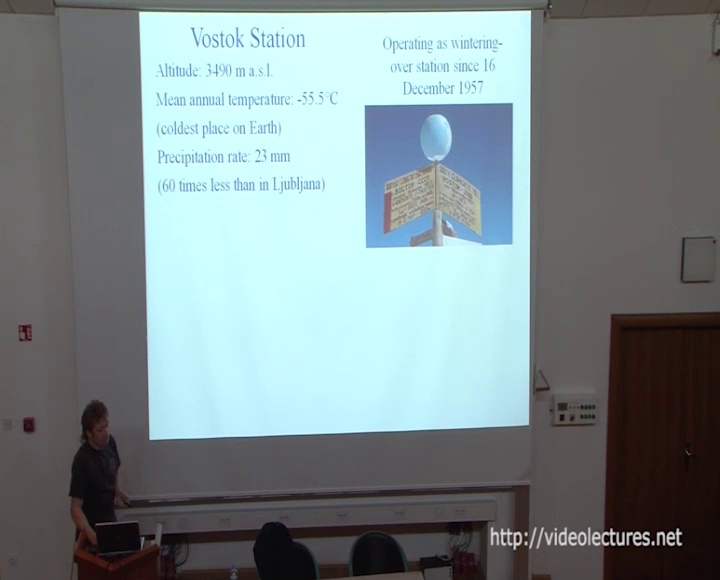 Vostok Station
Altitude: 3490 m a.s.l.
Mean annual temperature: -55.5°C
(coldest place on Earth)
Precipitation rate: 23 mm
(60 times less than in Ljubljana)
Operating as wintering-
over station since 16
December 1957
http://videolectures.net